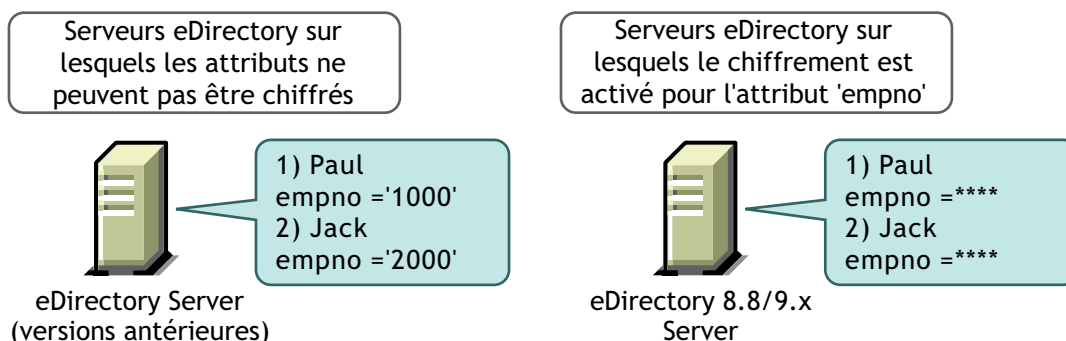 Serveurs eDirectory sur
lesquels les attributs ne
peuvent pas être chiffrés
Serveurs eDirectory sur
lesquels le chiffrement est
activé pour l'attribut 'empno'
1) Paul
empno ='1000'
2) Jack
empno ='2000'
1) Paul
empno =****
2) Jack
empno =****
eDirectory Server
(versions antérieures)
eDirectory 8.8/9.x
Server